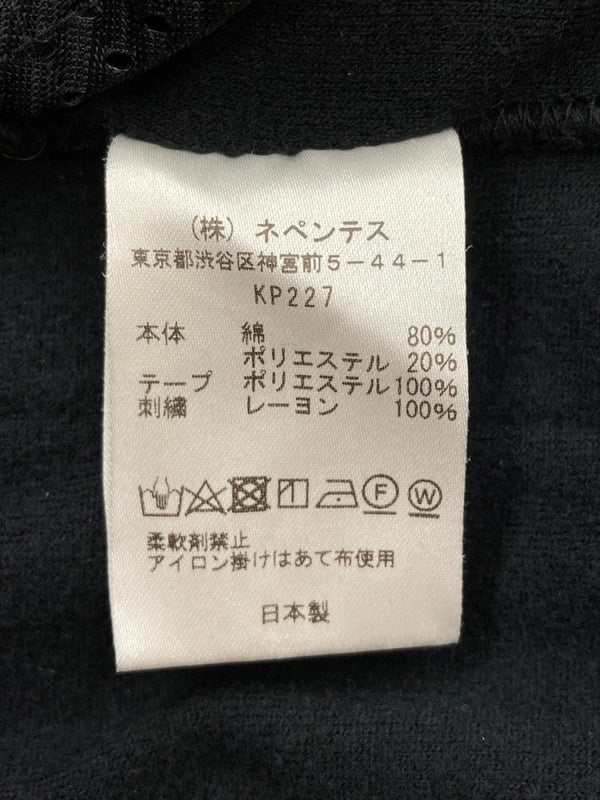 （株）ネペンテス
東京都渋谷区神宮前５－４４－１
KP227
本体 綿 80%
ポリエステル 20%
テープ ポリエステル 100%
刺繍 レーヨン 100%
F W
柔軟剤禁止
アイロン掛けはあて布使用
日本製